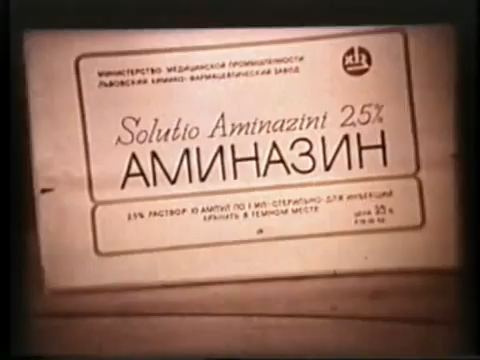 МИНИСТЕРСТВО МЕДИЦИНСКОЙ ПРОМЫШЛЕННОСТИ
ЛЬВОВСКИЙ ХИМИКО-ФАРМАЦЕВТИЧЕСКИЙ ЗАВОД
Solutio Aminazini 2,5%
АМИНАЗИН
2,5% РАСТВОР 10 АМПУЛ ПО 1 МЛ СТЕРИЛЬНО ДЛЯ ИНЪЕКЦИЙ
ХРАНИТЬ В ТЕМНОМ МЕСТЕ
ЦЕНА